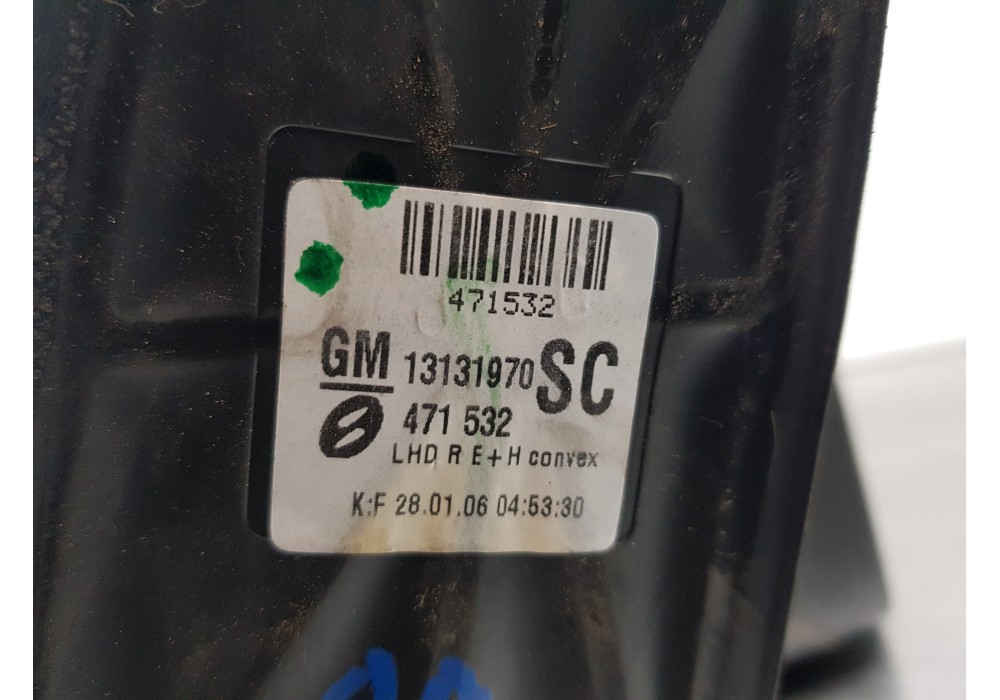 471532
GM 13131970 SC
471 532
LHD R E+H convex
K:F 28.01.06 04:53:30